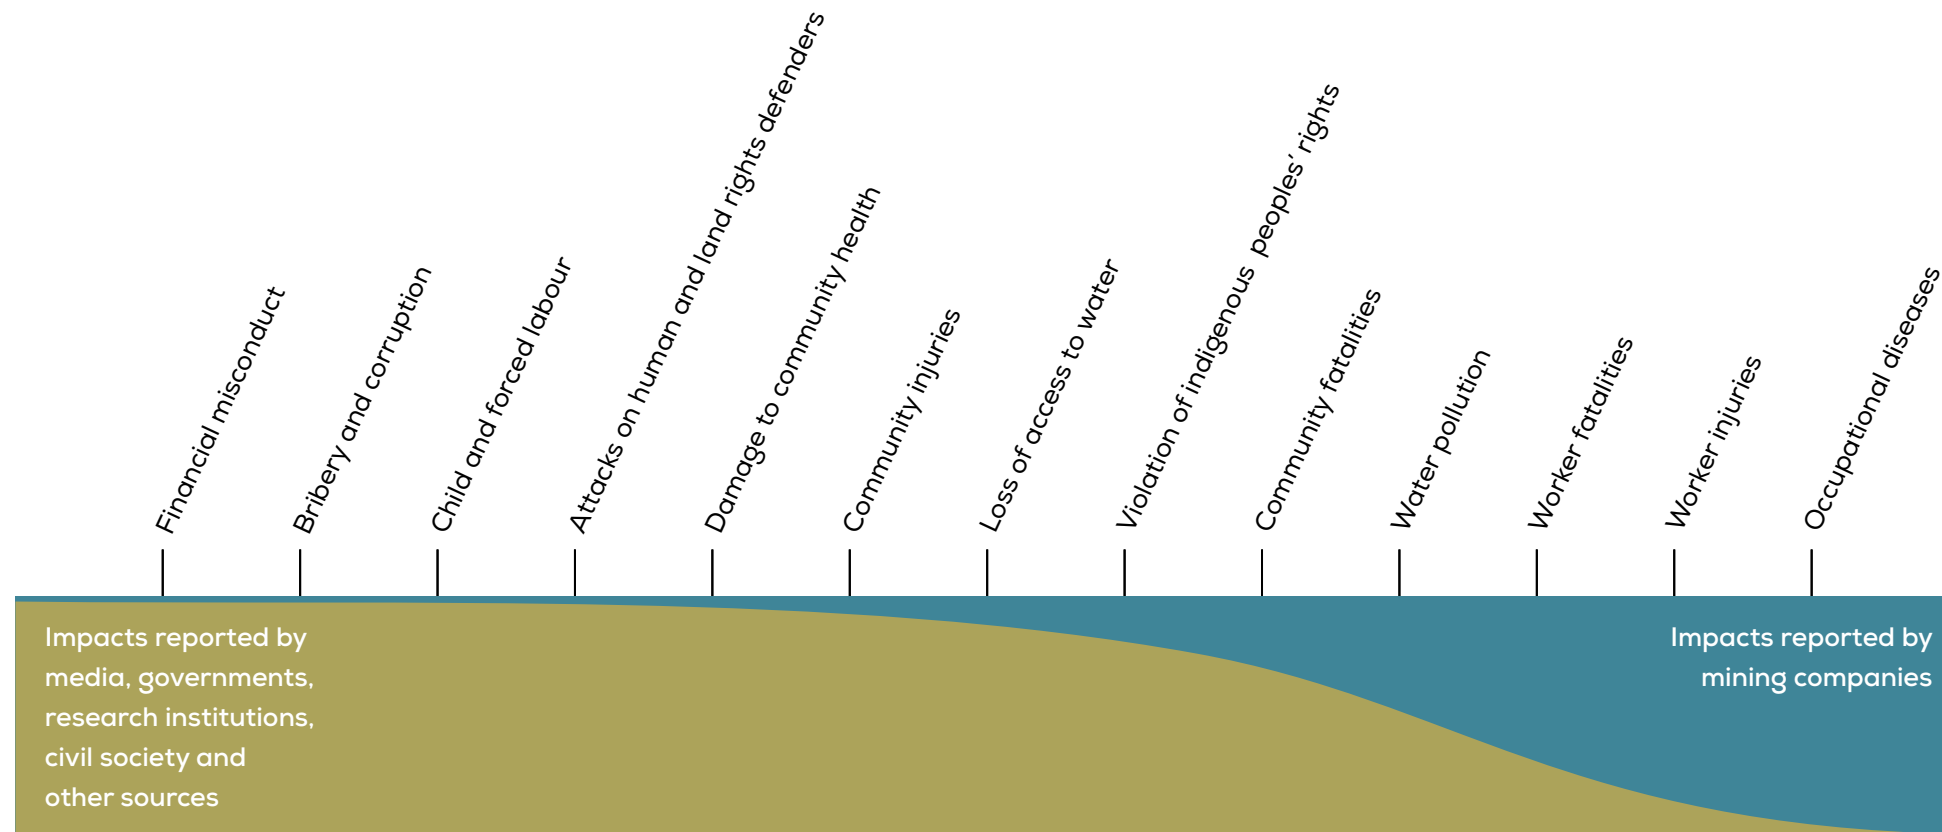 Financial misconduct
Bribery and corruption
Child and forced labour
Attacks on human and land rights defenders
Damage to community health
Community injuries
Loss of access to water
Violation of indigenous peoples’ rights
Community fatalities
Water pollution
Worker fatalities
Worker injuries
Occupational diseases
Impacts reported by
media, governments,
research institutions,
civil society and
other sources
Impacts reported by
mining companies